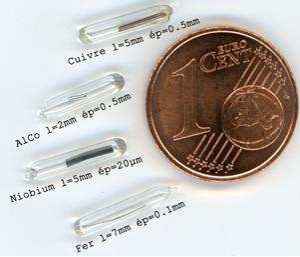 Cuivre l=5mm ép=0.5mm
AlCo l=2mm ép=0.5mm
Niobium l=5mm ép=20µm
Fer l=7mm ép=0.1mm
1
EURO
CENT